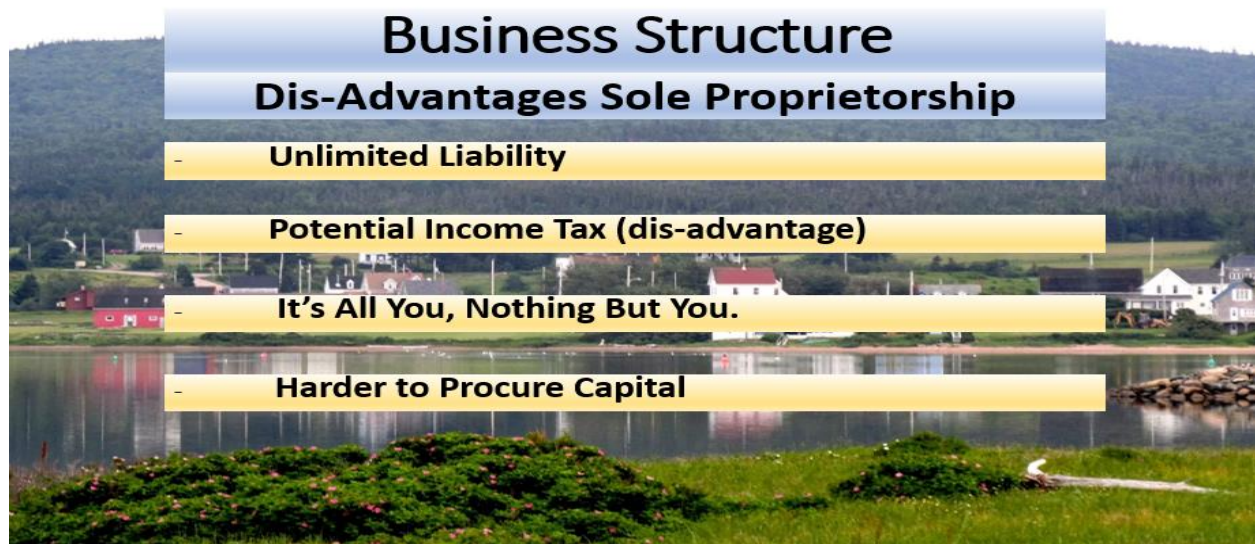 Business Structure
Dis-Advantages Sole Proprietorship
- Unlimited Liability
- Potential Income Tax (dis-advantage)
- It’s All You, Nothing But You.
- Harder to Procure Capital